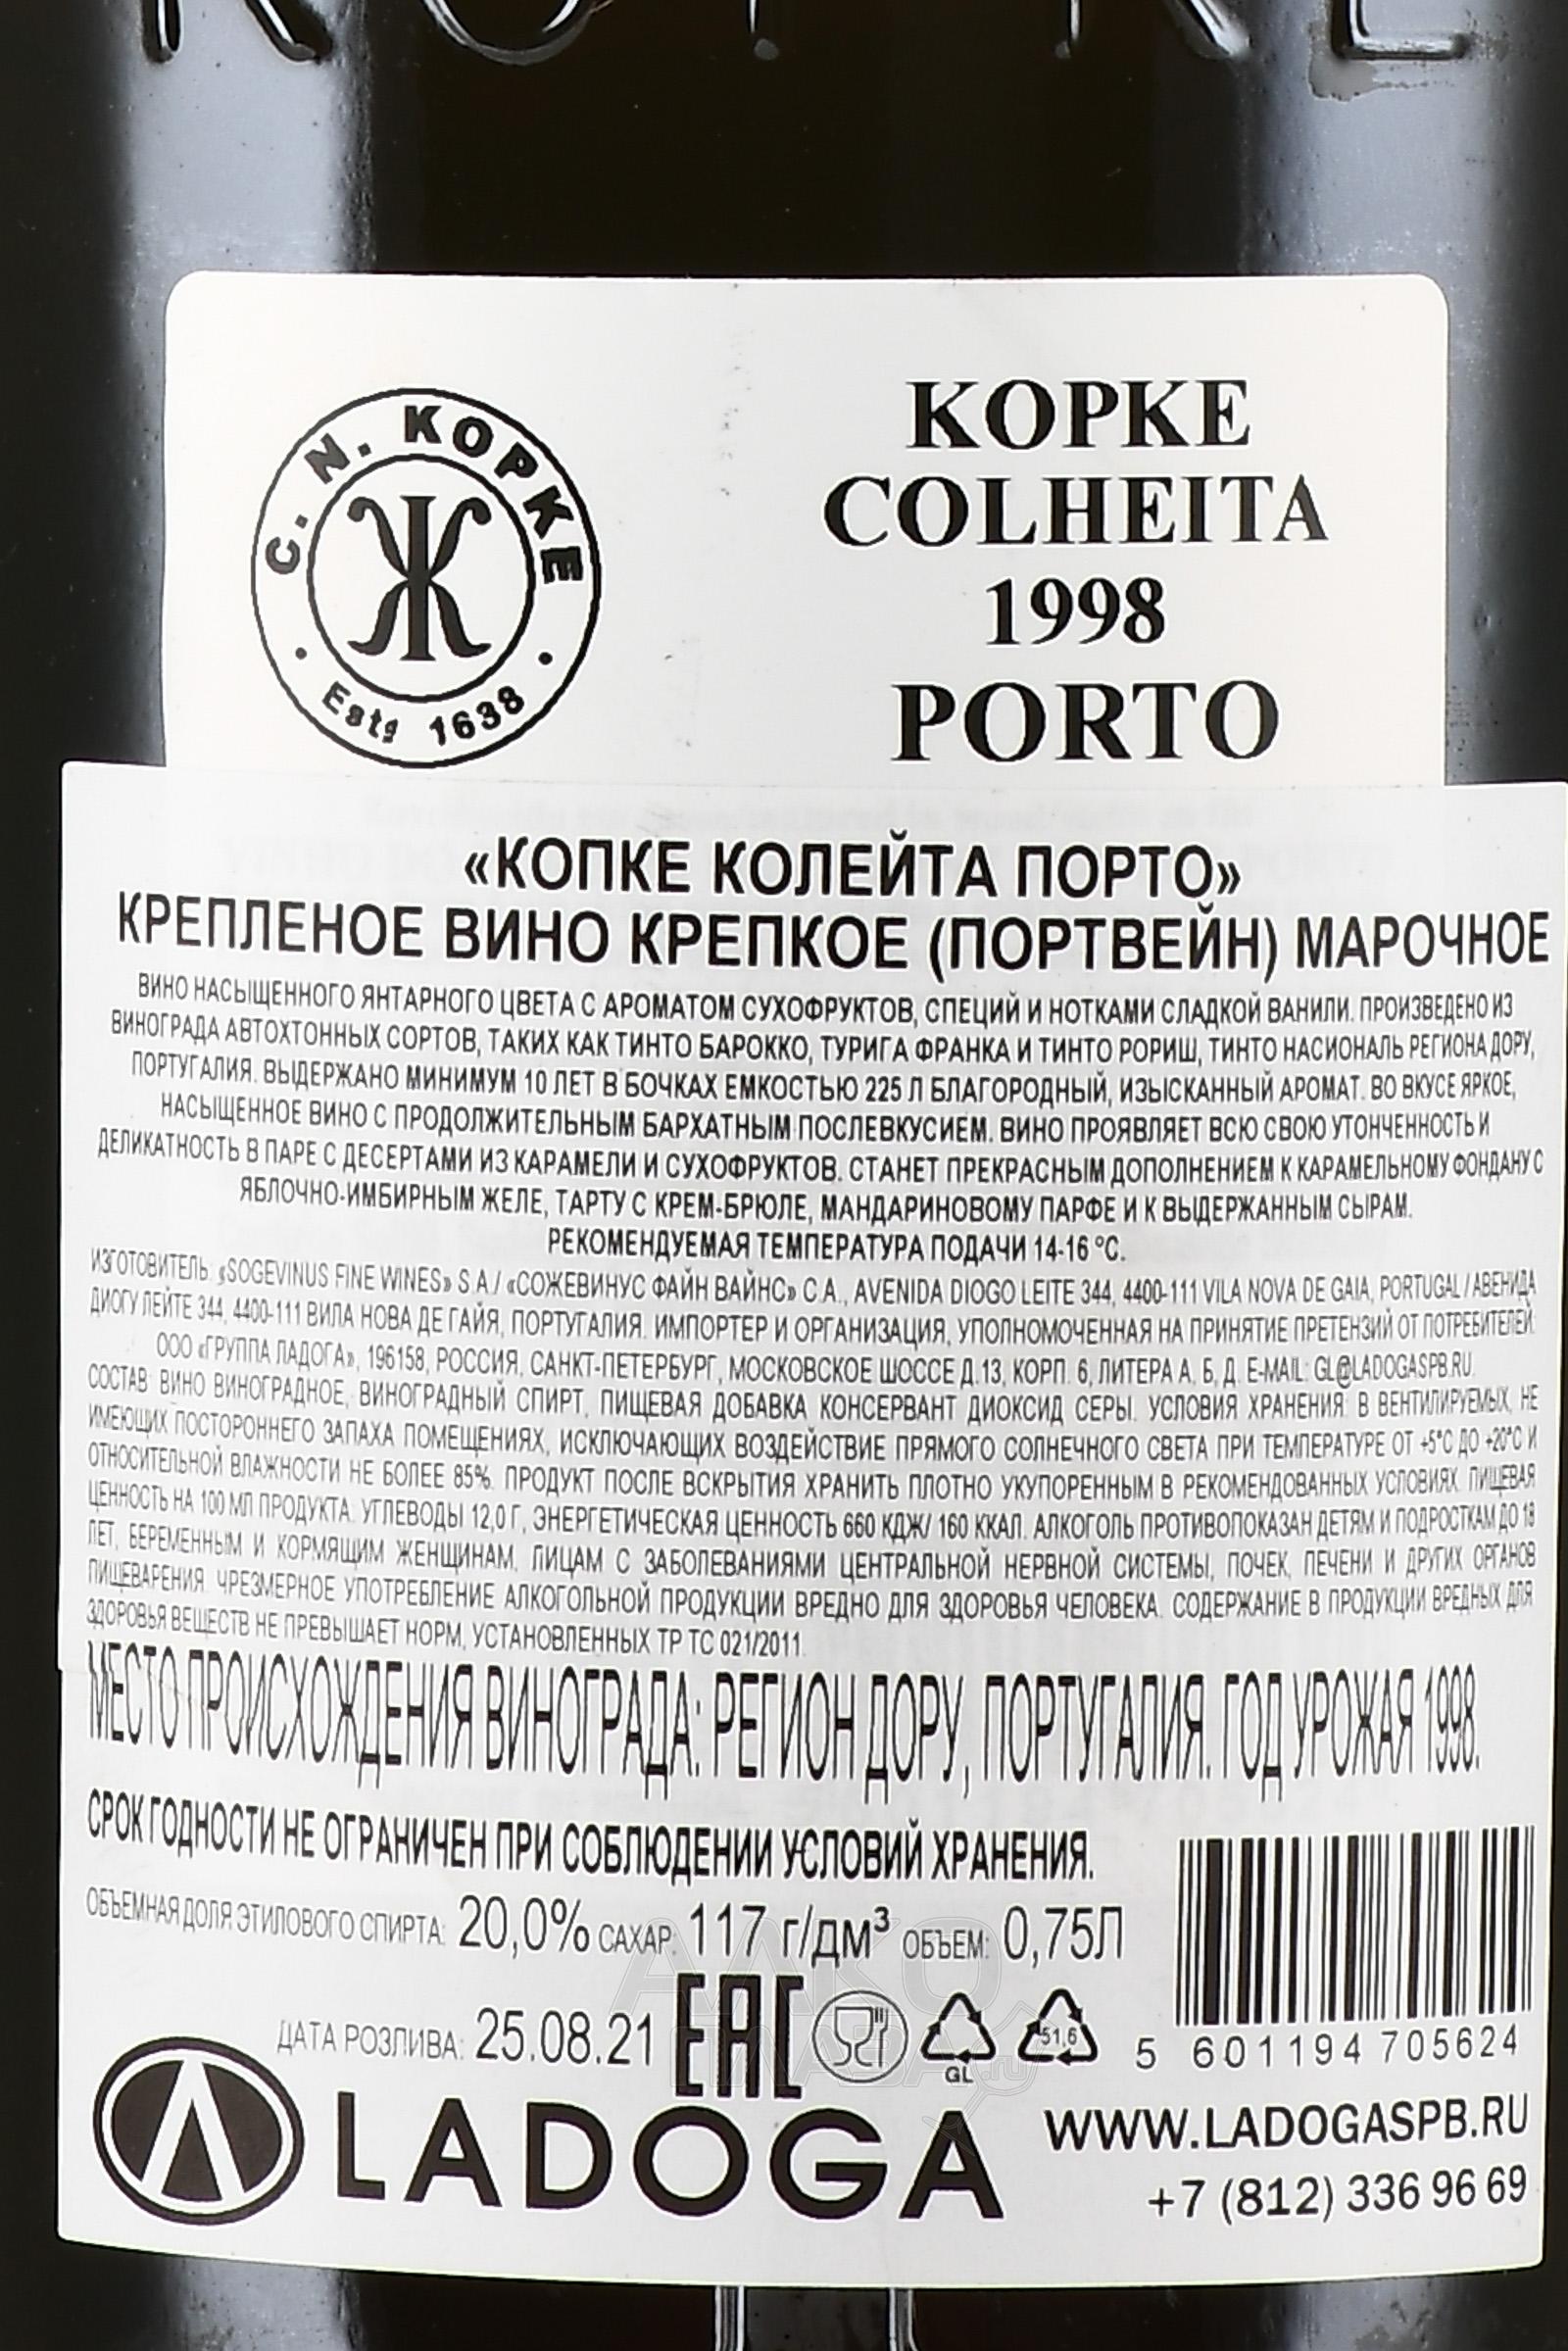 KOPKE
C. N. KOPKE
Estd 1638
KOPKE
COLHEITA
1998
PORTO
«КОПКЕ КОЛЕЙТА ПОРТО»
КРЕПЛЕНОЕ ВИНО КРЕПКОЕ (ПОРТВЕЙН) МАРОЧНОЕ
ВИНО НАСЫЩЕННОГО ЯНТАРНОГО ЦВЕТА С АРОМАТОМ СУХОФРУКТОВ, СПЕЦИЙ И НОТКАМИ СЛАДКОЙ ВАНИЛИ. ПРОИЗВЕДЕНО ИЗ
ВИНОГРАДА АВТОХТОННЫХ СОРТОВ, ТАКИХ КАК ТИНТО БАРОККО, ТУРИГА ФРАНКА И ТИНТО РОРИШ, ТИНТО НАСИОНАЛЬ РЕГИОНА ДОРУ,
ПОРТУГАЛИЯ. ВЫДЕРЖАНО МИНИМУМ 10 ЛЕТ В БОЧКАХ ЕМКОСТЬЮ 225 Л БЛАГОРОДНЫЙ, ИЗЫСКАННЫЙ АРОМАТ. ВО ВКУСЕ ЯРКОЕ,
НАСЫЩЕННОЕ ВИНО С ПРОДОЛЖИТЕЛЬНЫМ БАРХАТНЫМ ПОСЛЕВКУСИЕМ. ВИНО ПРОЯВЛЯЕТ ВСЮ СВОЮ УТОНЧЕННОСТЬ И
ДЕЛИКАТНОСТЬ В ПАРЕ С ДЕСЕРТАМИ ИЗ КАРАМЕЛИ И СУХОФРУКТОВ. СТАНЕТ ПРЕКРАСНЫМ ДОПОЛНЕНИЕМ К КАРАМЕЛЬНОМУ ФОНДАНУ С
ЯБЛОЧНО-ИМБИРНЫМ ЖЕЛЕ, ТАРТУ С КРЕМ-БРЮЛЕ, МАНДАРИНОВОМУ ПАРФЕ И К ВЫДЕРЖАННЫМ СЫРАМ.
РЕКОМЕНДУЕМАЯ ТЕМПЕРАТУРА ПОДАЧИ 14-16 °С.
ИЗГОТОВИТЕЛЬ: «SOGEVINUS FINE WINES» S.A./ «СОЖЕВИНУС ФАЙН ВАЙНС» С.А., AVENIDA DIOGO LEITE 344, 4400-111 VILA NOVA DE GAIA, PORTUGAL / АВЕНИДА
ДИОГУ ЛЕЙТЕ 344, 4400-111 ВИЛА НОВА ДЕ ГАЙЯ, ПОРТУГАЛИЯ. ИМПОРТЕР И ОРГАНИЗАЦИЯ, УПОЛНОМОЧЕННАЯ НА ПРИНЯТИЕ ПРЕТЕНЗИЙ ОТ ПОТРЕБИТЕЛЕЙ:
ООО «ГРУППА ЛАДОГА», 196158, РОССИЯ, САНКТ-ПЕТЕРБУРГ, МОСКОВСКОЕ ШОССЕ Д.13, КОРП. 6, ЛИТЕРА А, Б, Д. E-MAIL: GL@LADOGASPB.RU.
СОСТАВ: ВИНО ВИНОГРАДНОЕ, ВИНОГРАДНЫЙ СПИРТ, ПИЩЕВАЯ ДОБАВКА КОНСЕРВАНТ ДИОКСИД СЕРЫ. УСЛОВИЯ ХРАНЕНИЯ: В ВЕНТИЛИРУЕМЫХ, НЕ
ИМЕЮЩИХ ПОСТОРОННЕГО ЗАПАХА ПОМЕЩЕНИЯХ, ИСКЛЮЧАЮЩИХ ВОЗДЕЙСТВИЕ ПРЯМОГО СОЛНЕЧНОГО СВЕТА ПРИ ТЕМПЕРАТУРЕ ОТ +5°С ДО +20°С И
ОТНОСИТЕЛЬНОЙ ВЛАЖНОСТИ НЕ БОЛЕЕ 85%. ПРОДУКТ ПОСЛЕ ВСКРЫТИЯ ХРАНИТЬ ПЛОТНО УКУПОРЕННЫМ В РЕКОМЕНДОВАННЫХ УСЛОВИЯХ. ПИЩЕВАЯ
ЦЕННОСТЬ НА 100 МЛ ПРОДУКТА: УГЛЕВОДЫ 12,0 Г, ЭНЕРГЕТИЧЕСКАЯ ЦЕННОСТЬ 660 КДЖ/ 160 ККАЛ. АЛКОГОЛЬ ПРОТИВОПОКАЗАН ДЕТЯМ И ПОДРОСТКАМ ДО 18
ЛЕТ, БЕРЕМЕННЫМ И КОРМЯЩИМ ЖЕНЩИНАМ, ЛИЦАМ С ЗАБОЛЕВАНИЯМИ ЦЕНТРАЛЬНОЙ НЕРВНОЙ СИСТЕМЫ, ПОЧЕК, ПЕЧЕНИ И ДРУГИХ ОРГАНОВ
ПИЩЕВАРЕНИЯ. ЧРЕЗМЕРНОЕ УПОТРЕБЛЕНИЕ АЛКОГОЛЬНОЙ ПРОДУКЦИИ ВРЕДНО ДЛЯ ЗДОРОВЬЯ ЧЕЛОВЕКА. СОДЕРЖАНИЕ В ПРОДУКЦИИ ВРЕДНЫХ ДЛЯ
ЗДОРОВЬЯ ВЕЩЕСТВ НЕ ПРЕВЫШАЕТ НОРМ, УСТАНОВЛЕННЫХ ТР ТС 021/2011.
МЕСТО ПРОИСХОЖДЕНИЯ ВИНОГРАДА: РЕГИОН ДОРУ, ПОРТУГАЛИЯ. ГОД УРОЖАЯ 1998.
СРОК ГОДНОСТИ НЕ ОГРАНИЧЕН ПРИ СОБЛЮДЕНИИ УСЛОВИЙ ХРАНЕНИЯ.
ОБЪЕМНАЯ ДОЛЯ ЭТИЛОВОГО СПИРТА: 20,0% САХАР: 117 г/дм³ ОБЪЕМ: 0,75Л
ДАТА РОЗЛИВА: 25.08.21 EAC GL 51,6
5 601194 705624
LADOGA
WWW.LADOGASPB.RU
+7 (812) 336 96 69